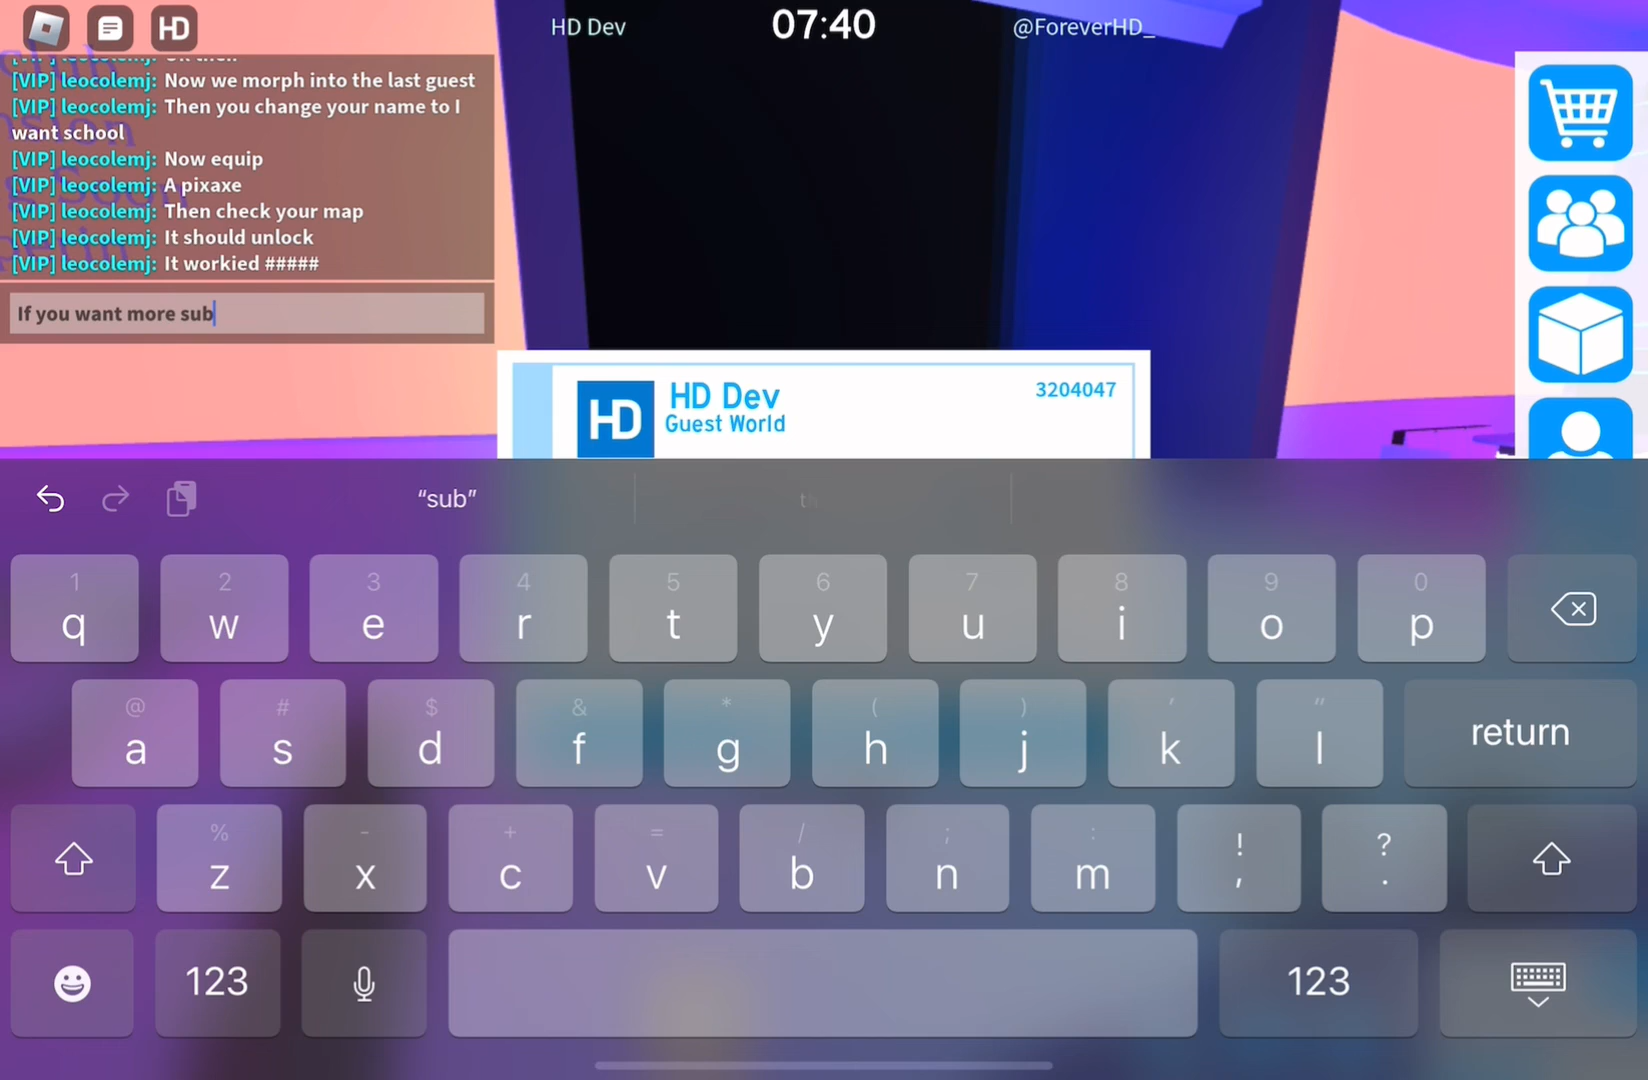 HD
HD Dev
07:40
@ForeverHD_
[VIP] leocolemj: Now we morph into the last guest
[VIP] leocolemj: Then you change your name to I
want school
[VIP] leocolemj: Now equip
[VIP] leocolemj: A pixaxe
[VIP] leocolemj: Then check your map
[VIP] leocolemj: It should unlock
[VIP] leocolemj: It workied #####
If you want more sub
HD
HD Dev
3204047
Guest World
“sub”
1 2 3 4 5 6 7 8 9 0
q w e r t y u i o p
@ # $ & * ( ) ' "
a s d f g h j k l return
% - + = / ; : ! ?
z x c v b n m , .
123 123